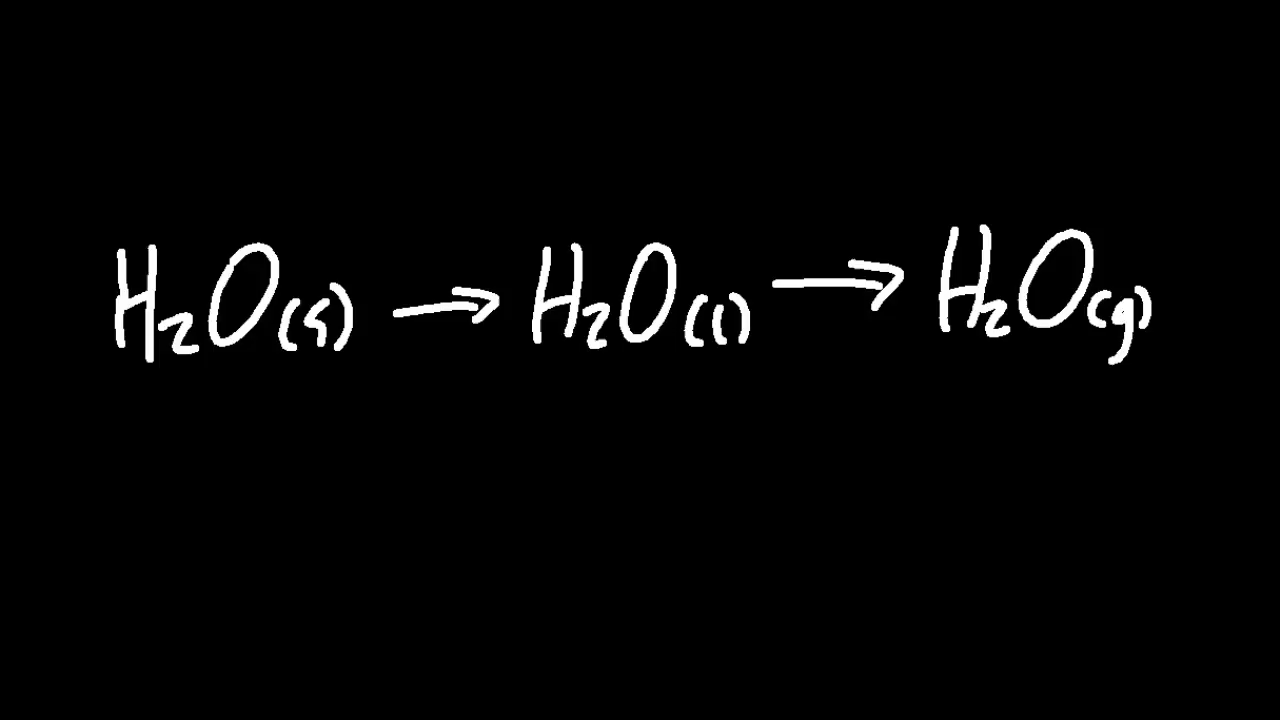 H₂O(s) → H₂O(l) → H₂O(g)